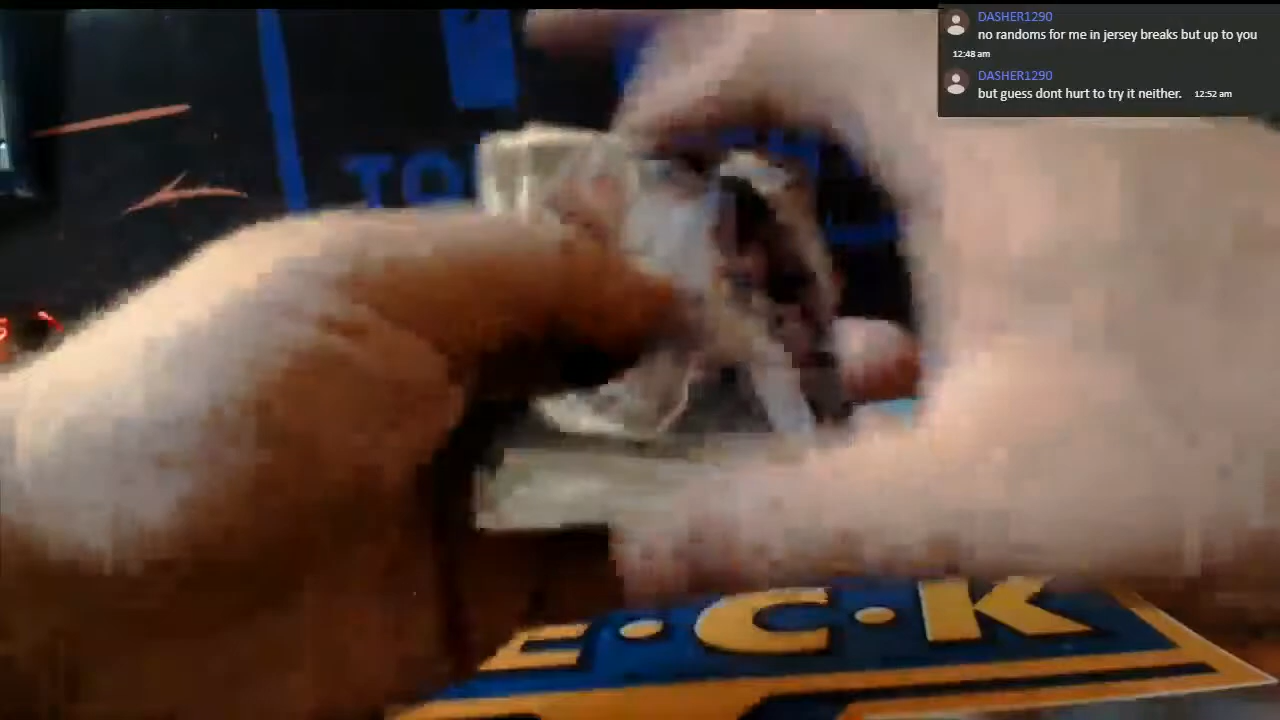 DASHER1290
no randoms for me in jersey breaks but up to you
12:48 am
DASHER1290
but guess dont hurt to try it neither. 12:52 am
TO
E·C·K